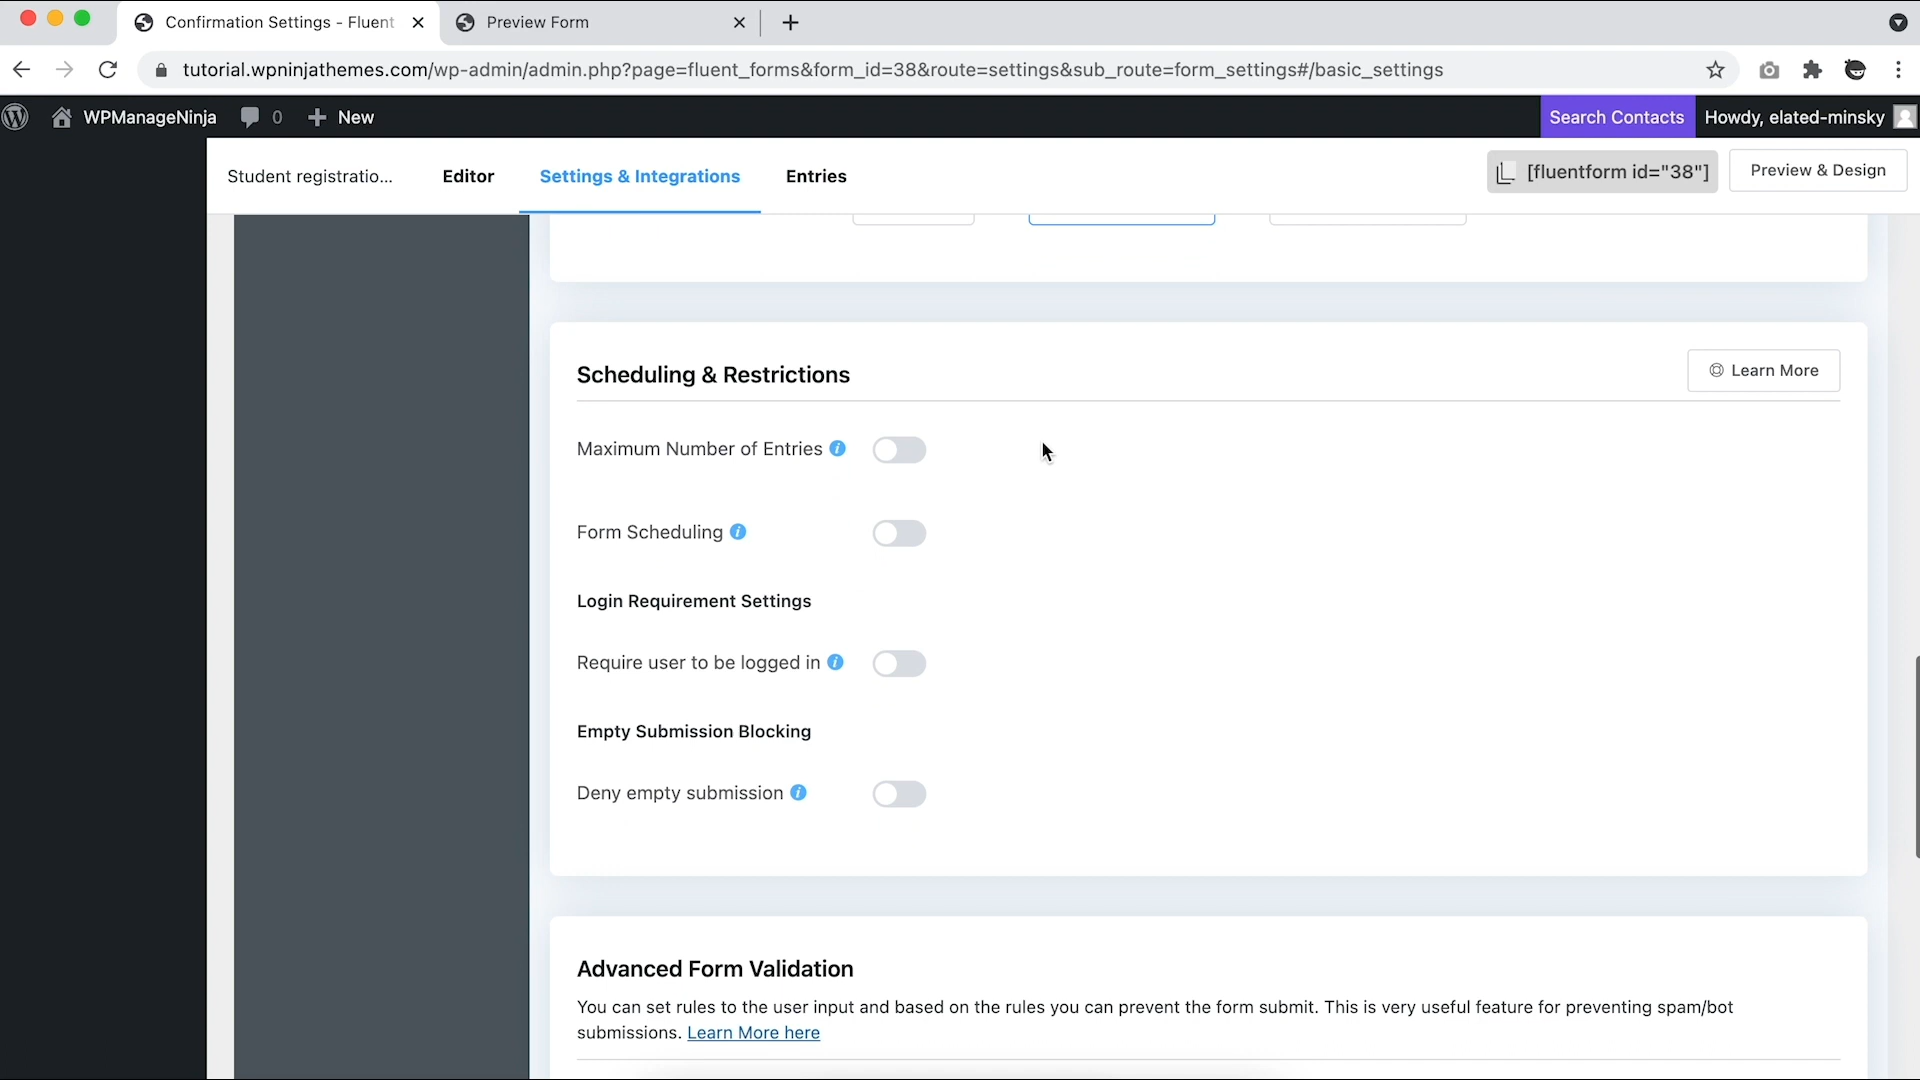 Confirmation Settings - Fluent
Preview Form
tutorial.wpninjathemes.com/wp-admin/admin.php?page=fluent_forms&form_id=38&route=settings&sub_route=form_settings#/basic_settings
WPManageNinja
0
New
Search Contacts
Howdy, elated-minsky
Student registratio...
Editor
Settings & Integrations
Entries
[fluentform id="38"]
Preview & Design
Scheduling & Restrictions
Learn More
Maximum Number of Entries
Form Scheduling
Login Requirement Settings
Require user to be logged in
Empty Submission Blocking
Deny empty submission
Advanced Form Validation
You can set rules to the user input and based on the rules you can prevent the form submit. This is very useful feature for preventing spam/bot
submissions. Learn More here